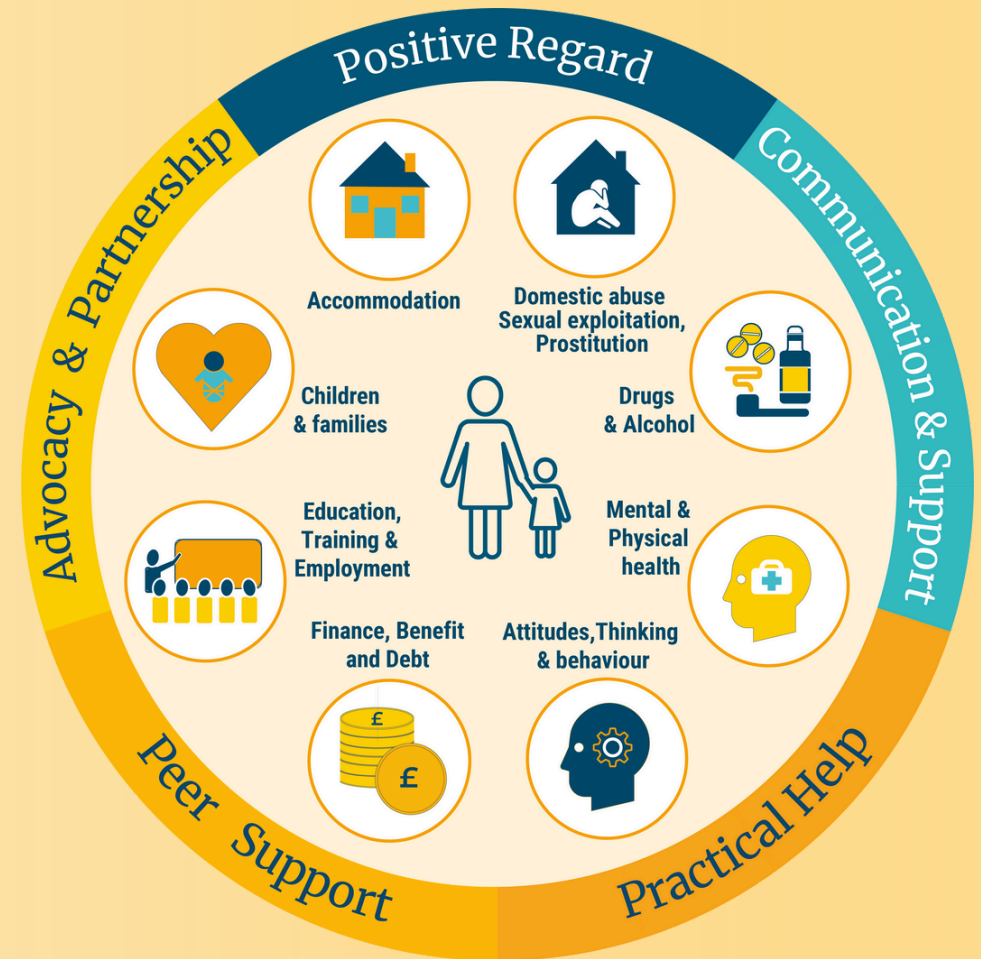 Positive Regard
Communication & Support
Practical Help
Peer Support
Advocacy & Partnership
Accommodation
Domestic abuse
Sexual exploitation,
Prostitution
Children
& families
Drugs
& Alcohol
Education,
Training &
Employment
Mental &
Physical
health
Finance, Benefit
and Debt
Attitudes,Thinking
& behaviour
£
£